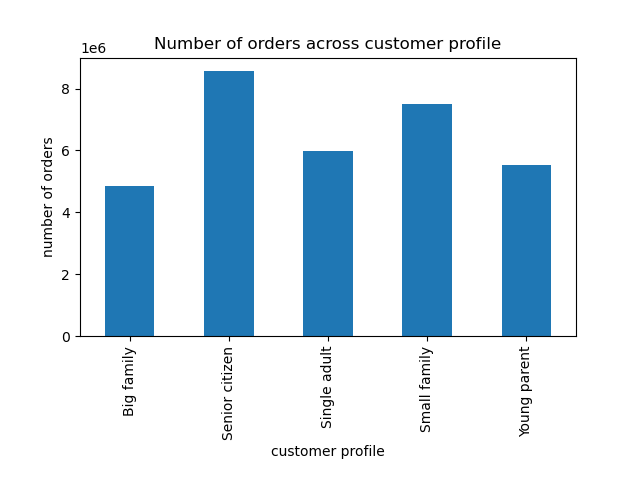 Number of orders across customer profile
1e6
number of orders
8
6
4
2
0
Big family
Senior citizen
Single adult
Small family
Young parent
customer profile